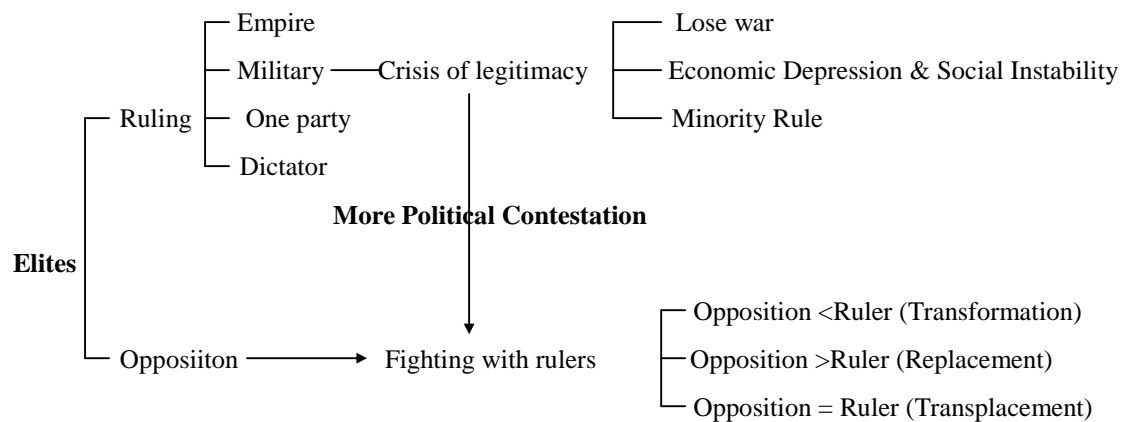 Empire
Lose war
Military
Crisis of legitimacy
Economic Depression & Social Instability
Ruling
One party
Minority Rule
Dictator
More Political Contestation
Elites
Opposition <Ruler (Transformation)
Opposiiton
Fighting with rulers
Opposition >Ruler (Replacement)
Opposition = Ruler (Transplacement)